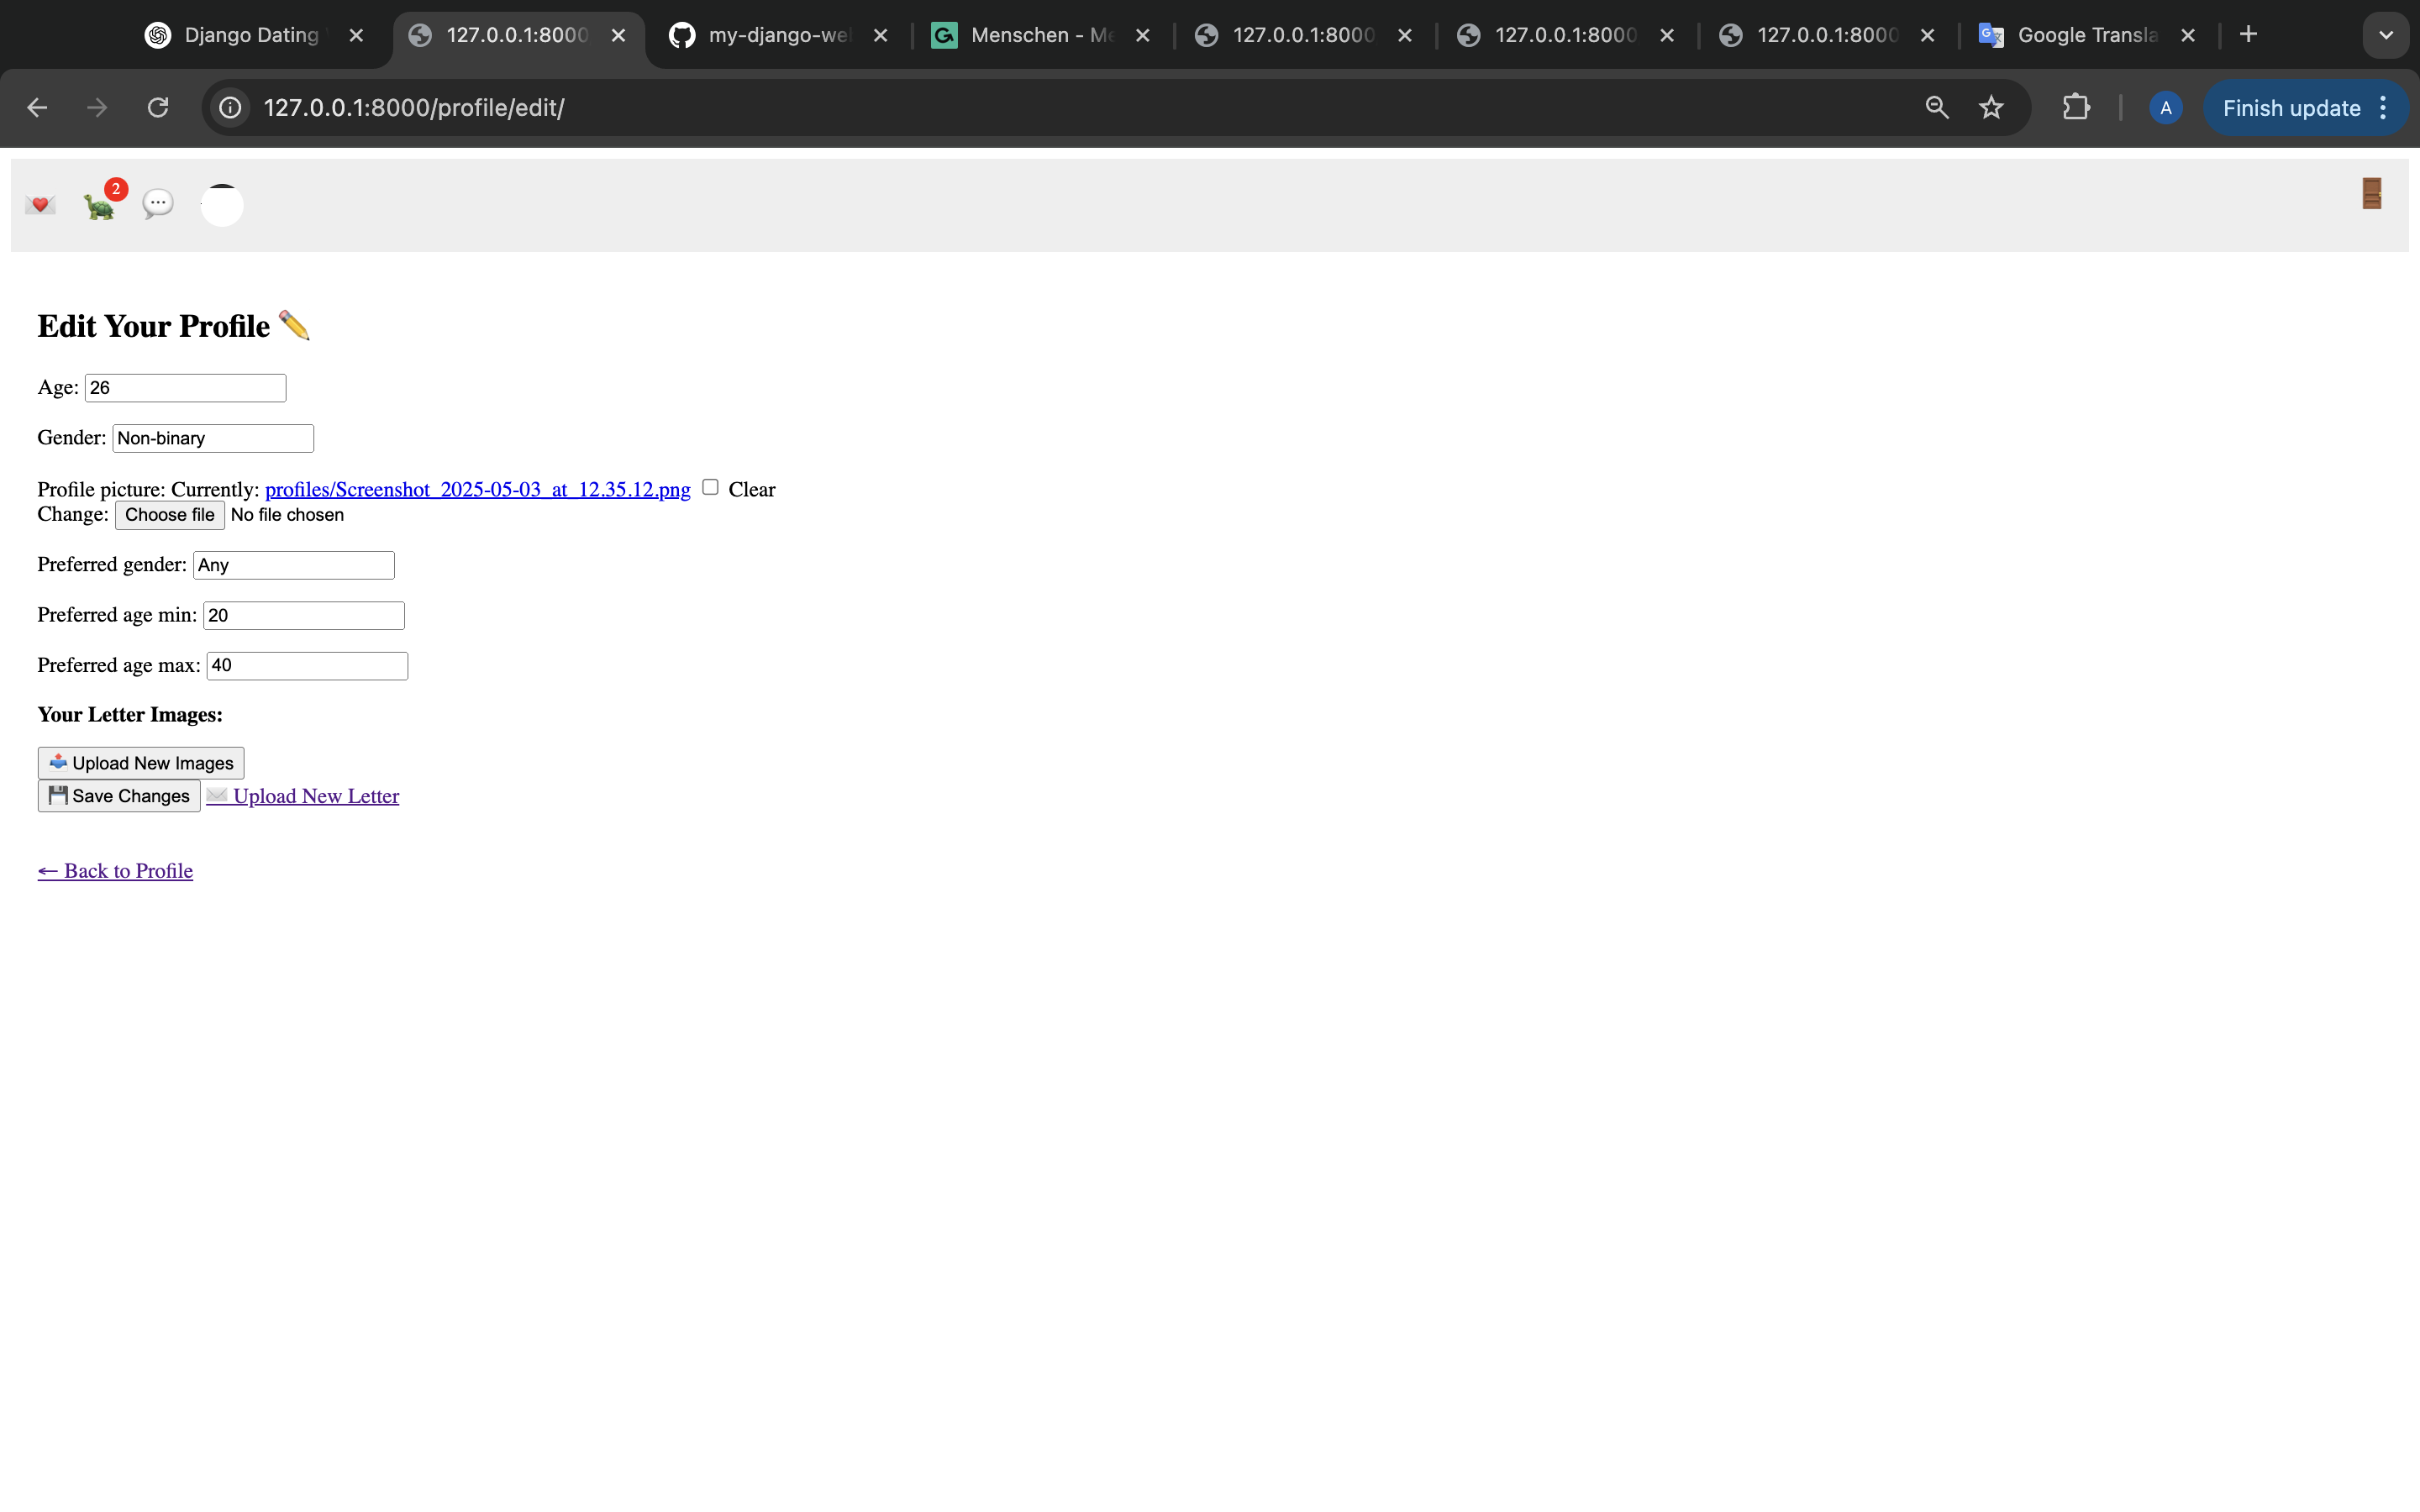 Django Dating
127.0.0.1:8000
my-django-we
Menschen - Me
127.0.0.1:8000
127.0.0.1:8000
127.0.0.1:8000
Google Transla
127.0.0.1:8000/profile/edit/
A
Finish update
2
Edit Your Profile
Age: 26
Gender: Non-binary
Profile picture: Currently: profiles/Screenshot_2025-05-03_at_12.35.12.png Clear
Change: Choose file No file chosen
Preferred gender: Any
Preferred age min: 20
Preferred age max: 40
Your Letter Images:
Upload New Images
Save Changes Upload New Letter
← Back to Profile